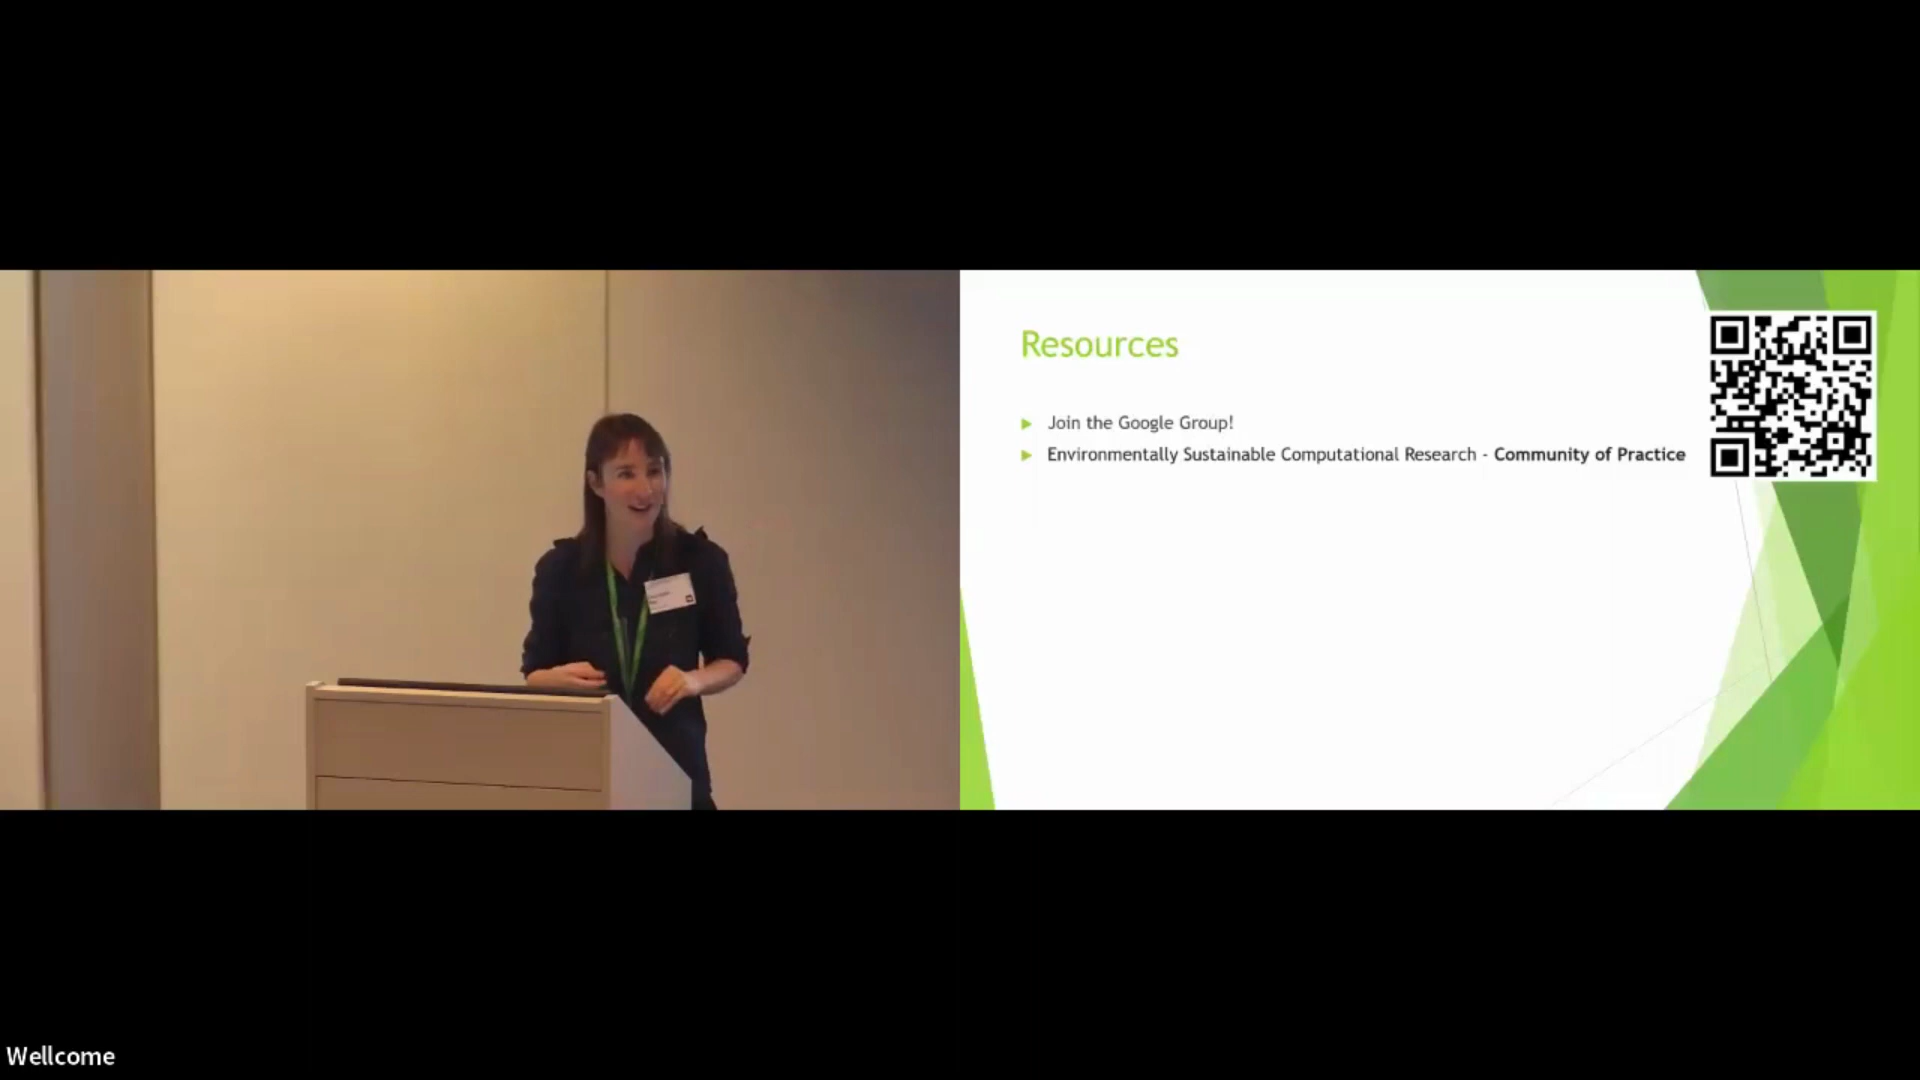 Resources
Join the Google Group!
Environmentally Sustainable Computational Research - Community of Practice
Wellcome